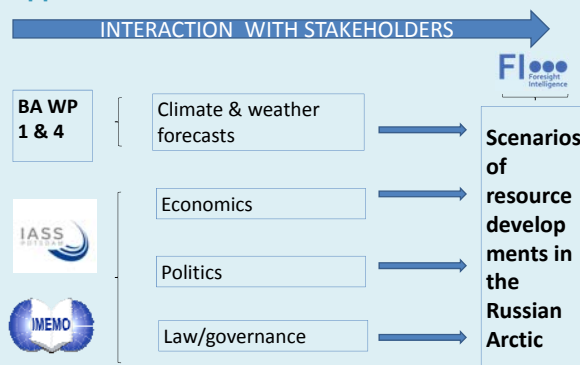 INTERACTION WITH STAKEHOLDERS
FI
Foresight
Intelligence
BA WP
1 & 4
Climate & weather
forecasts
Economics
Politics
Law/governance
IASS
POTSDAM
IMEMO
Scenarios
of
resource
develop
ments in
the
Russian
Arctic